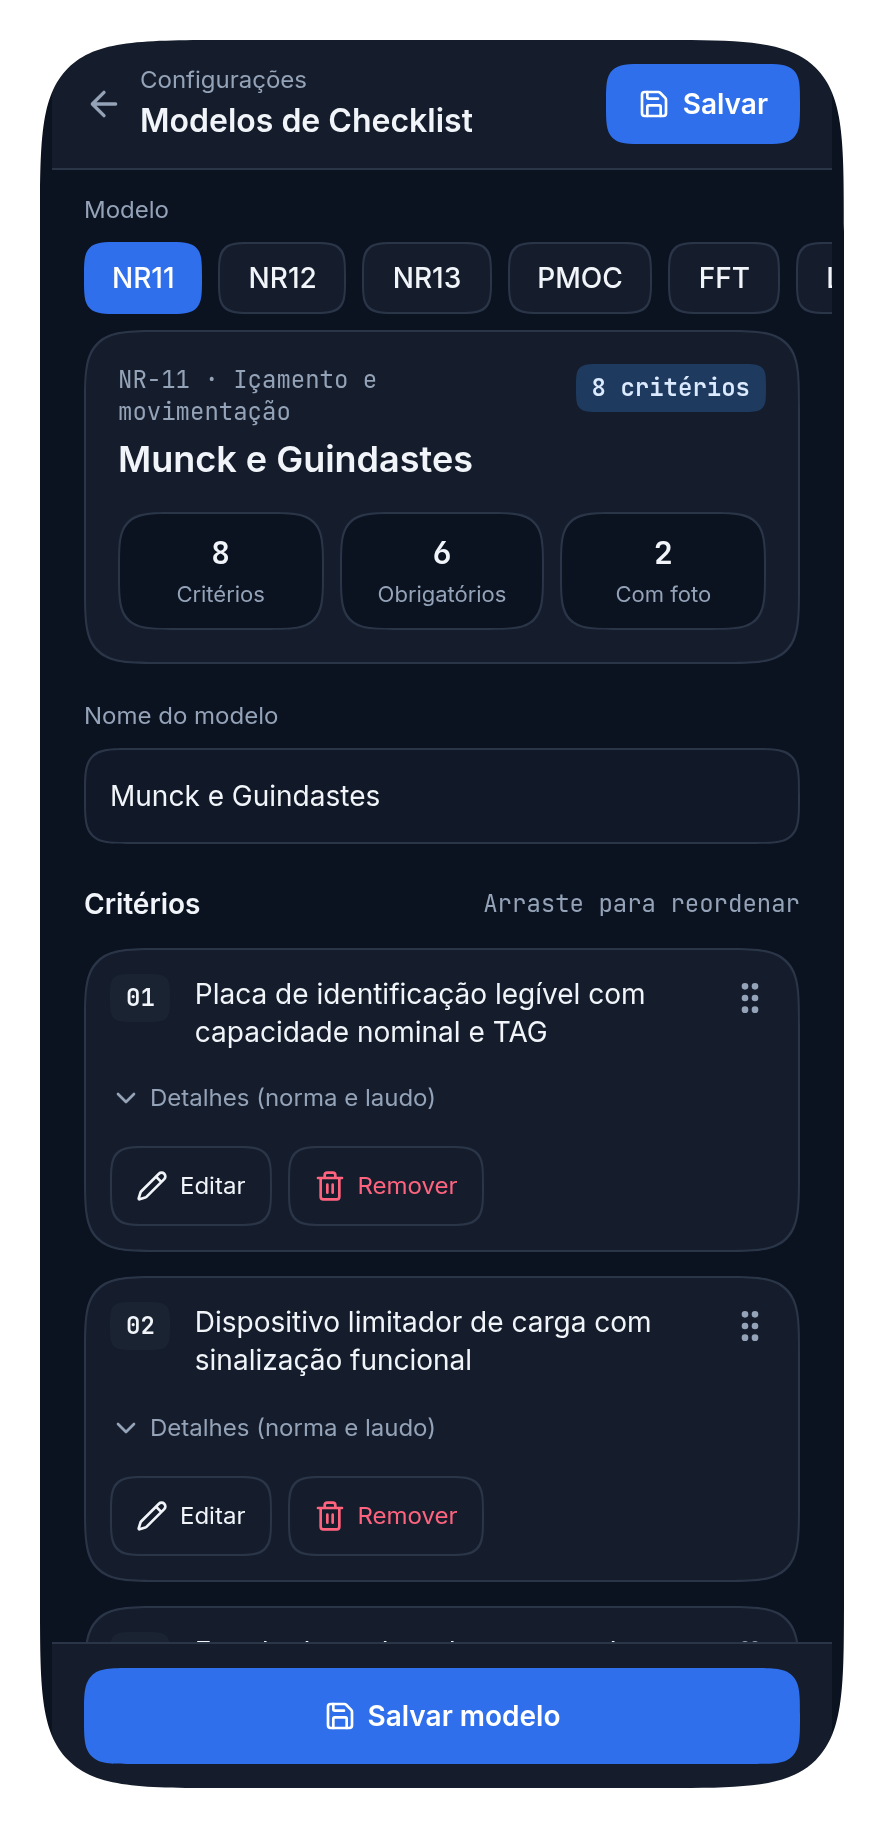 Configurações
Modelos de Checklist
Salvar
Modelo
NR11
NR12
NR13
PMOC
FFT
NR-11 · Içamento e
movimentação
8 critérios
Munck e Guindastes
8
Critérios
6
Obrigatórios
2
Com foto
Nome do modelo
Munck e Guindastes
Critérios
Arraste para reordenar
01
Placa de identificação legível com
capacidade nominal e TAG
Detalhes (norma e laudo)
Editar
Remover
02
Dispositivo limitador de carga com
sinalização funcional
Detalhes (norma e laudo)
Editar
Remover
Salvar modelo